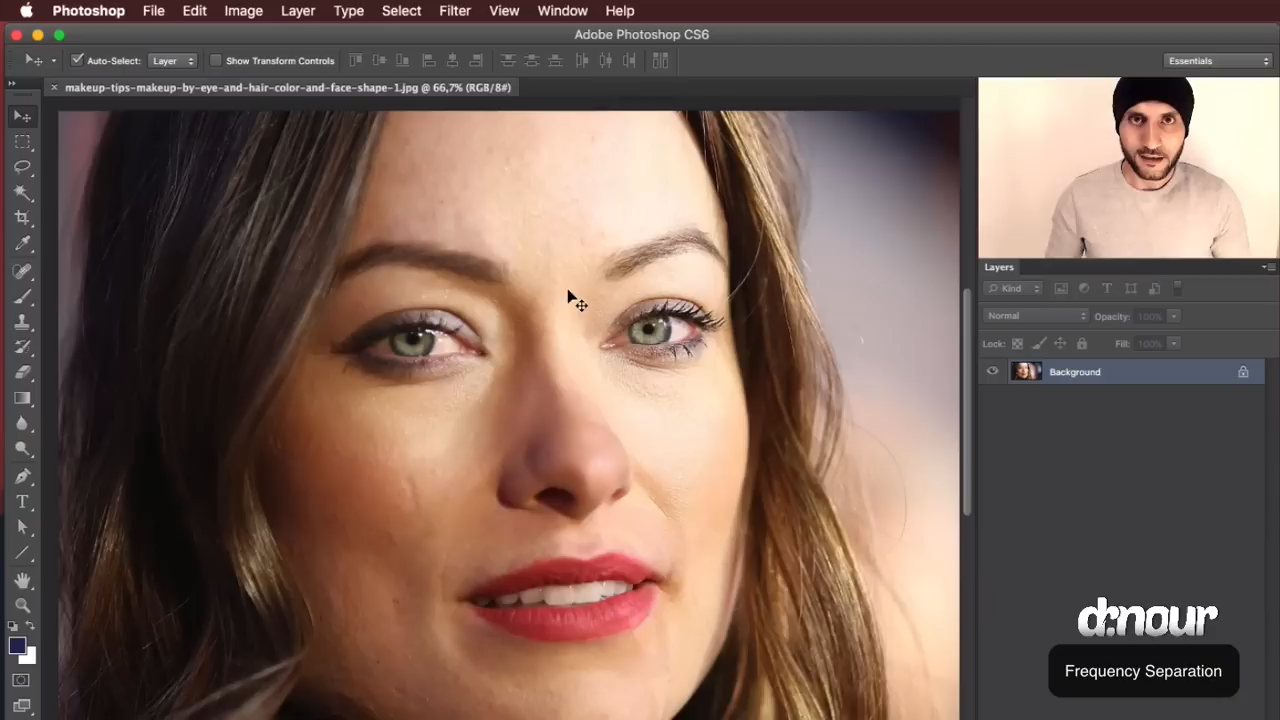 Photoshop File Edit Image Layer Type Select Filter View Window Help
Adobe Photoshop CS6
Auto-Select: Layer Show Transform Controls Essentials
makeup-tips-makeup-by-eye-and-hair-color-and-face-shape-1.jpg @ 66,7% (RGB/8#)
Layers
Kind
Normal Opacity: 100%
Lock: Fill: 100%
Background
d:nour
Frequency Separation